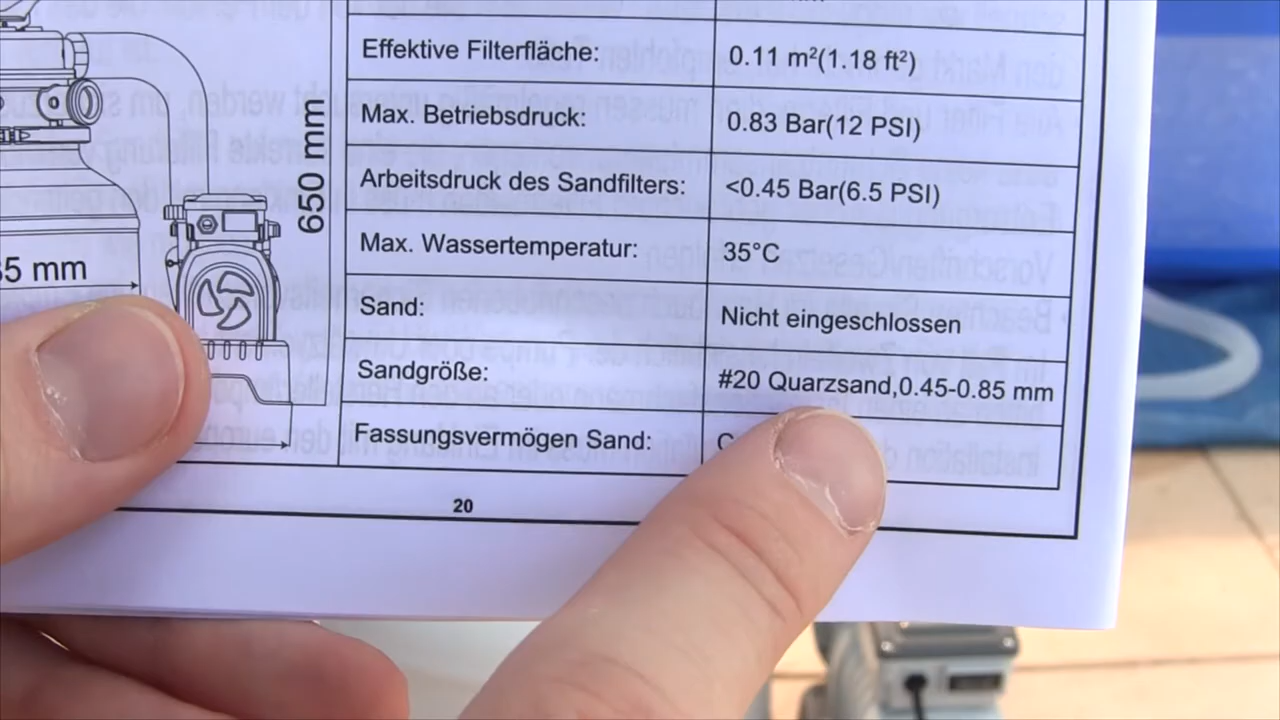 Effektive Filterfläche: 0.11 m²(1.18 ft²)
Max. Betriebsdruck: 0.83 Bar(12 PSI)
Arbeitsdruck des Sandfilters: <0.45 Bar(6.5 PSI)
Max. Wassertemperatur: 35°C
Sand: Nicht eingeschlossen
Sandgröße: #20 Quarzsand,0.45-0.85 mm
Fassungsvermögen Sand:
650 mm
35 mm
20